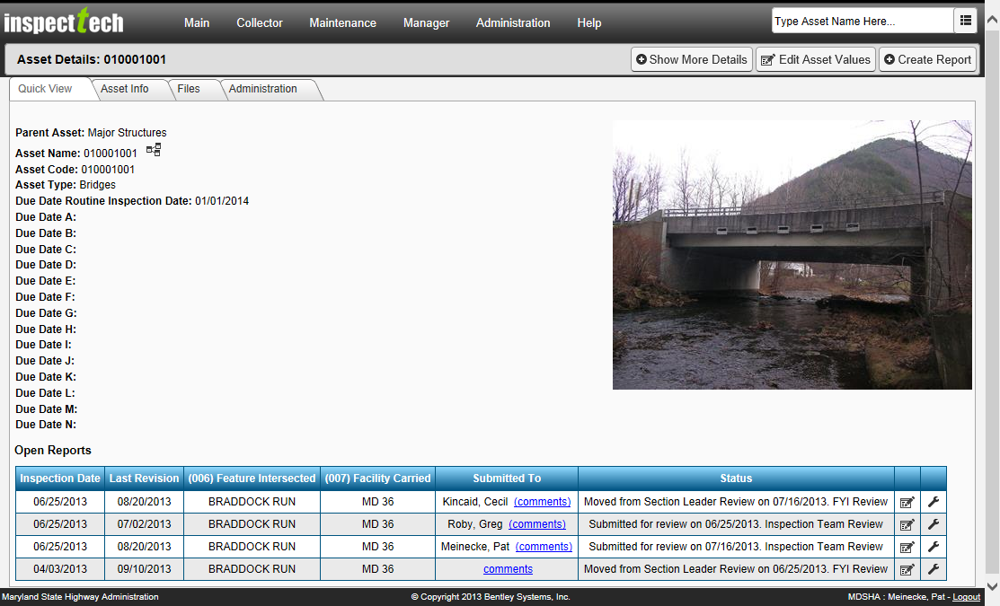 inspecttech Main Collector Maintenance Manager Administration Help Type Asset Name Here...
Asset Details: 010001001 Show More Details Edit Asset Values Create Report
Quick View Asset Info Files Administration
Parent Asset: Major Structures
Asset Name: 010001001
Asset Code: 010001001
Asset Type: Bridges
Due Date Routine Inspection Date: 01/01/2014
Due Date A:
Due Date B:
Due Date C:
Due Date D:
Due Date E:
Due Date F:
Due Date G:
Due Date H:
Due Date I:
Due Date J:
Due Date K:
Due Date L:
Due Date M:
Due Date N:
Open Reports
Inspection Date Last Revision (006) Feature Intersected (007) Facility Carried Submitted To Status
06/25/2013 08/20/2013 BRADDOCK RUN MD 36 Kincaid, Cecil (comments) Moved from Section Leader Review on 07/16/2013. FYI Review
06/25/2013 07/02/2013 BRADDOCK RUN MD 36 Roby, Greg (comments) Submitted for review on 06/25/2013. Inspection Team Review
06/25/2013 08/20/2013 BRADDOCK RUN MD 36 Meinecke, Pat (comments) Submitted for review on 07/16/2013. Inspection Team Review
04/03/2013 09/10/2013 BRADDOCK RUN MD 36 comments Moved from Section Leader Review on 06/25/2013. FYI Review
Maryland State Highway Administration © Copyright 2013 Bentley Systems, Inc. MDSHA : Meinecke, Pat - Logout